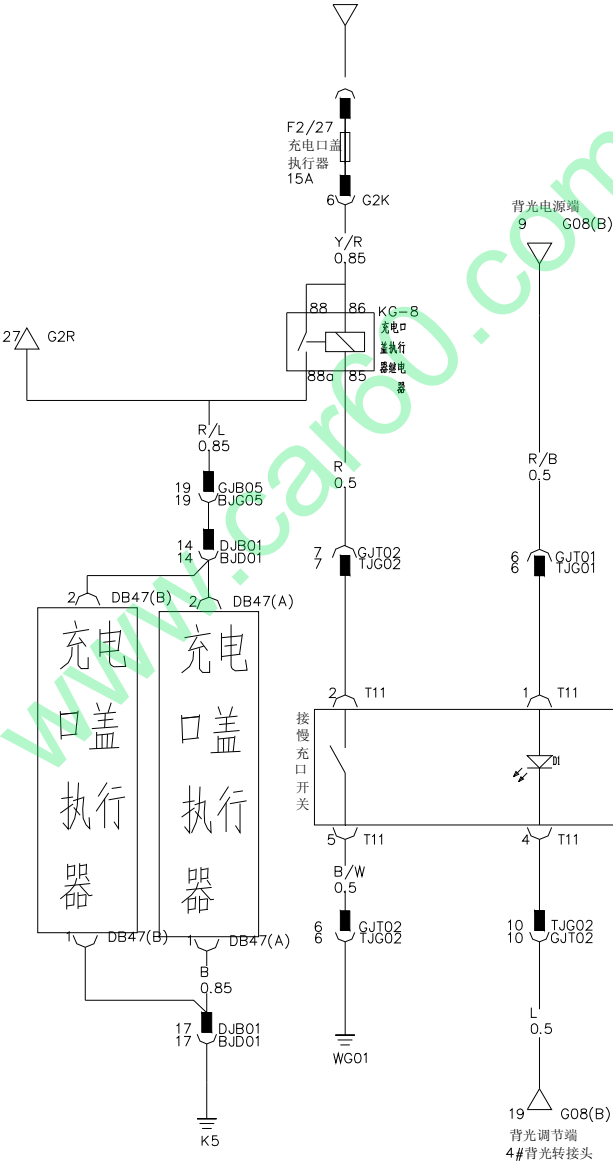 F2/27
充电口盖
执行器
15A
6 G2K
背光电源端
9 G08(B)
Y/R
0.85
88 86 KG-8
充电口
盖执行
器继电
器
27 G2R
88a 85
R/L
0.85
R
0.5
R/B
0.5
19 GJB05
19 BJG05
14 DJB01
14 BJD01
7 GJT02
7 TJG02
6 GJT01
6 TJG01
2 DB47(B)
2 DB47(A)
充电
口盖
执行
器
充电
口盖
执行
器
2 T11
1 T11
接
慢
充
口
开
关
D1
5 T11
4 T11
B/W
0.5
1 DB47(B)
1 DB47(A)
6 GJT02
6 TJG02
10 TJG02
10 GJT02
B
0.85
17 DJB01
17 BJD01
L
0.5
WG01
K5
19 G08(B)
背光调节端
4#背光转接头
www.car60.com